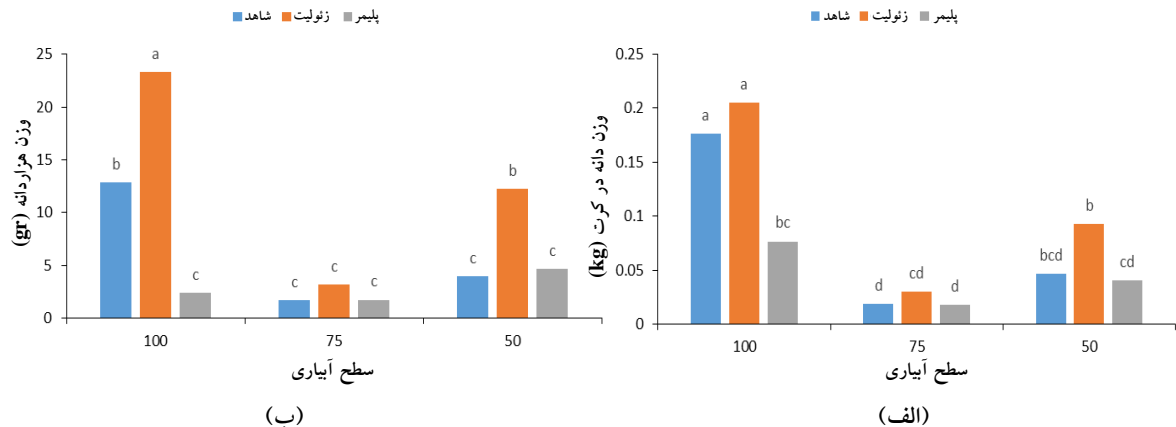 شاهد زئولیت پلیمر
وزن دانه در کرت (kg)
0.25
0.2
0.15
0.1
0.05
0
a a bc
d cd d
bcd b cd
100 75 50
سطح آبیاری
(الف)
شاهد زئولیت پلیمر
وزن هزاردانه (gr)
25
20
15
10
5
0
b a c
c c c
c b c
100 75 50
سطح آبیاری
(ب)